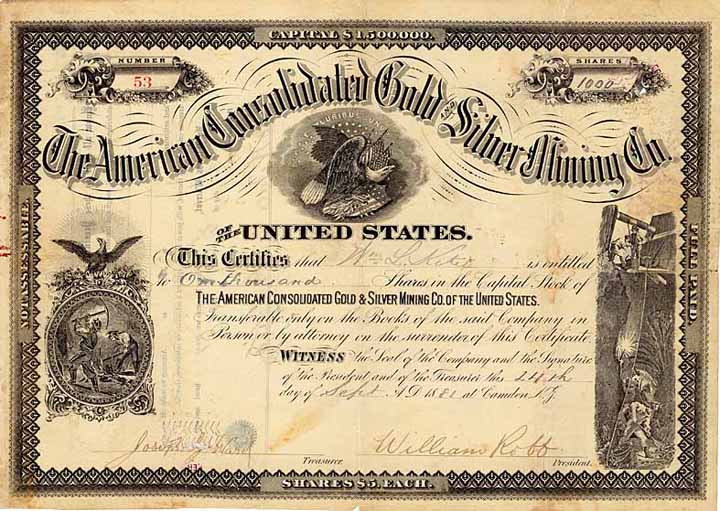 CAPITAL $1,500,000.
NUMBER
53
SHARES
1000
The American Consolidated Gold AND Silver Mining Co.
PLURIBUS
OF THE UNITED STATES.
NOT ASSESSABLE
FULL PAID
This Certifies that Wm L is entitled
to One thousand Shares in the Capital Stock of
THE AMERICAN CONSOLIDATED GOLD & SILVER MINING CO. OF THE UNITED STATES.
Transferable only on the Books of the said Company in
Person or by attorney on the surrender of this Certificate.
WITNESS the Seal of the Company and the Signature
of the President and of the Treasurer this
day of Sept A.D. 1881 at Camden N.J.
Joseph William Robb
Treasurer. President.
SHARES $5, EACH.